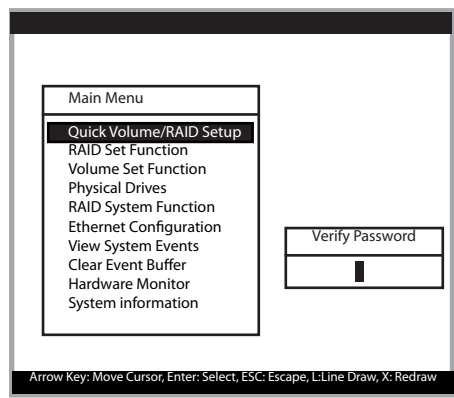 Main Menu
Quick Volume/RAID Setup
RAID Set Function
Volume Set Function
Physical Drives
RAID System Function
Ethernet Configuration
View System Events
Clear Event Buffer
Hardware Monitor
System information
Verify Password
Arrow Key: Move Cursor, Enter: Select, ESC: Escape, L:Line Draw, X: Redraw